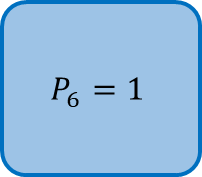 P₆ = 1